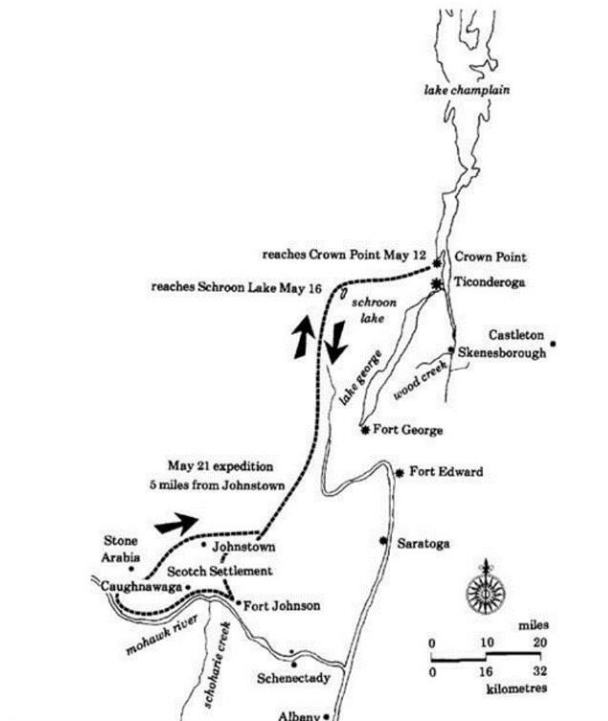 lake champlain
reaches Crown Point May 12
Crown Point
reaches Schroon Lake May 16
Ticonderoga
schroon
lake
Castleton
Skenesborough
lake george
wood creek
Fort George
May 21 expedition
5 miles from Johnstown
Fort Edward
Stone
Arabia
Johnstown
Saratoga
Scotch Settlement
Caughnawaga
Fort Johnson
mohawk river
schoharie creek
Schenectady
Albany
miles
0 10 20
0 16 32
kilometres